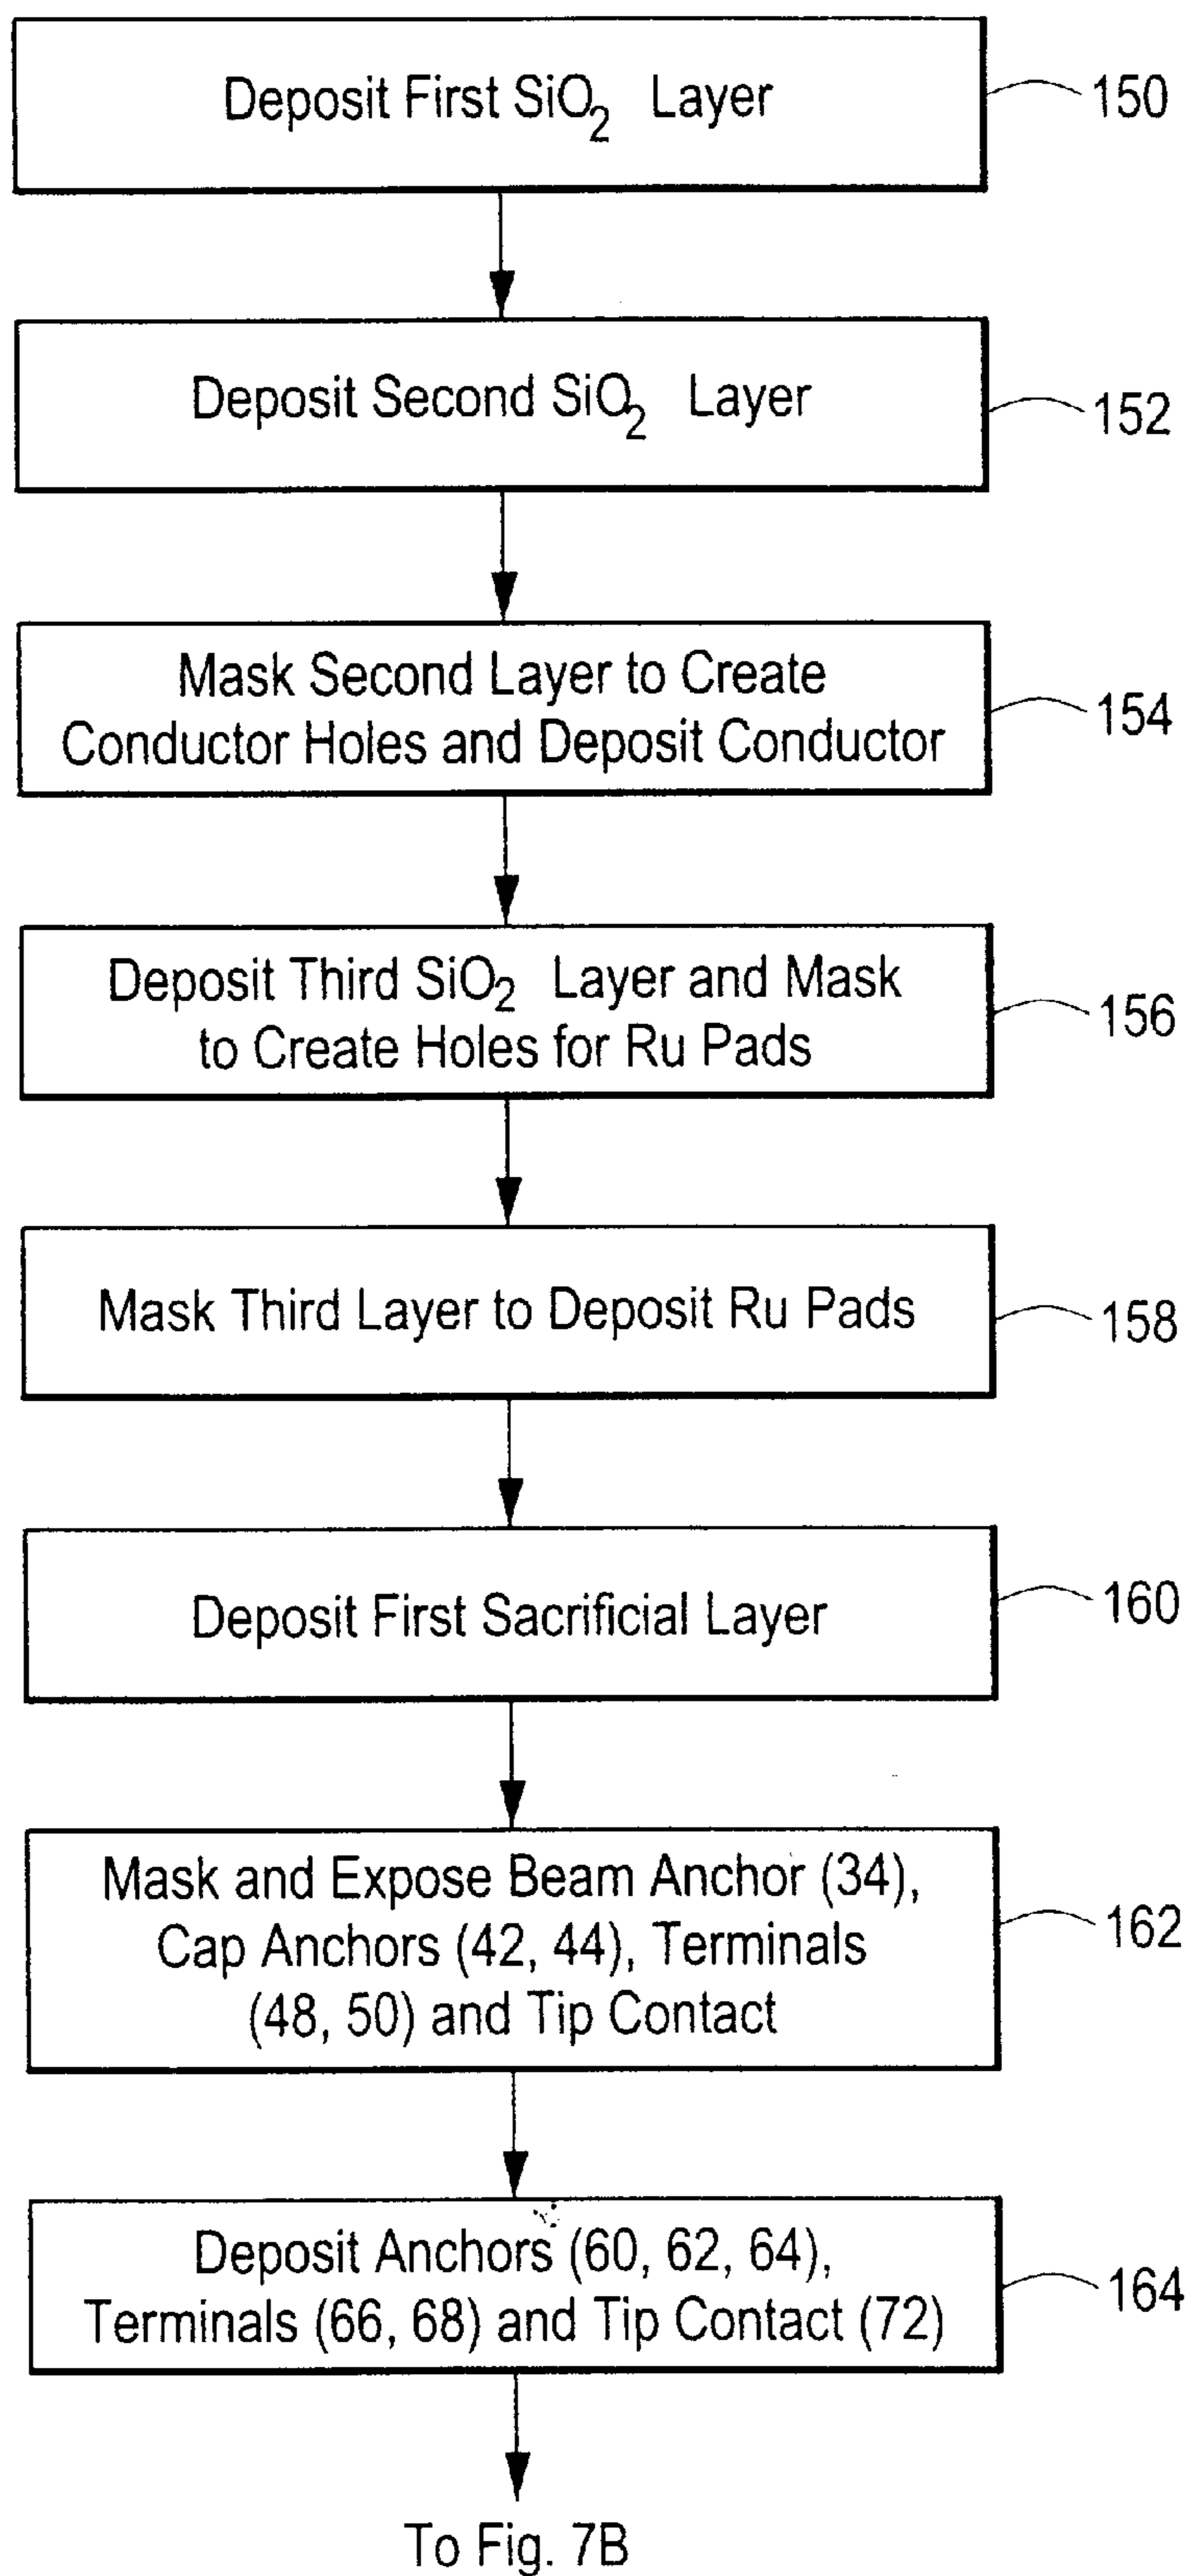 Deposit First SiO₂ Layer
150
Deposit Second SiO₂ Layer
152
Mask Second Layer to Create
Conductor Holes and Deposit Conductor
154
Deposit Third SiO₂ Layer and Mask
to Create Holes for Ru Pads
156
Mask Third Layer to Deposit Ru Pads
158
Deposit First Sacrificial Layer
160
Mask and Expose Beam Anchor (34),
Cap Anchors (42, 44), Terminals
(48, 50) and Tip Contact
162
Deposit Anchors (60, 62, 64),
Terminals (66, 68) and Tip Contact (72)
164
To Fig. 7B